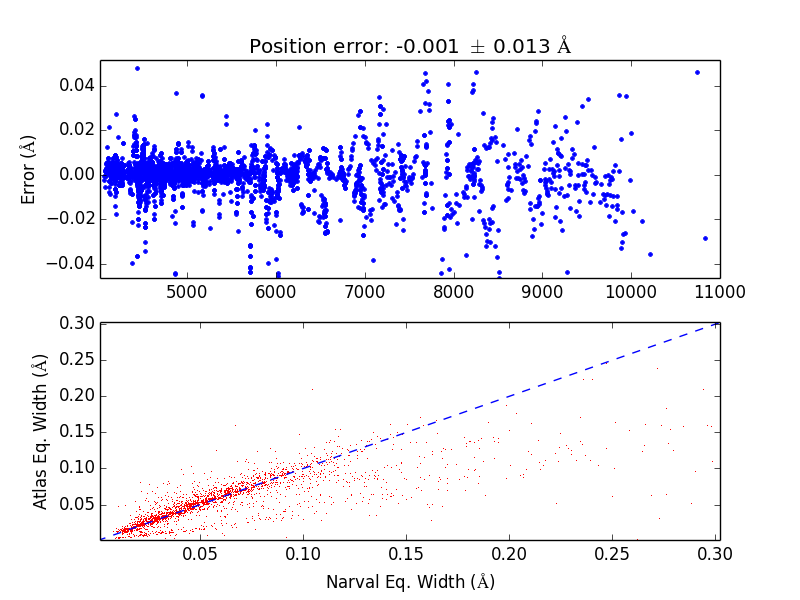 Position error: -0.001 ± 0.013 Å
Error (Å)
0.04
0.02
0.00
−0.02
−0.04
5000 6000 7000 8000 9000 10000 11000
Atlas Eq. Width (Å)
0.30
0.25
0.20
0.15
0.10
0.05
0.05 0.10 0.15 0.20 0.25 0.30
Narval Eq. Width (Å)